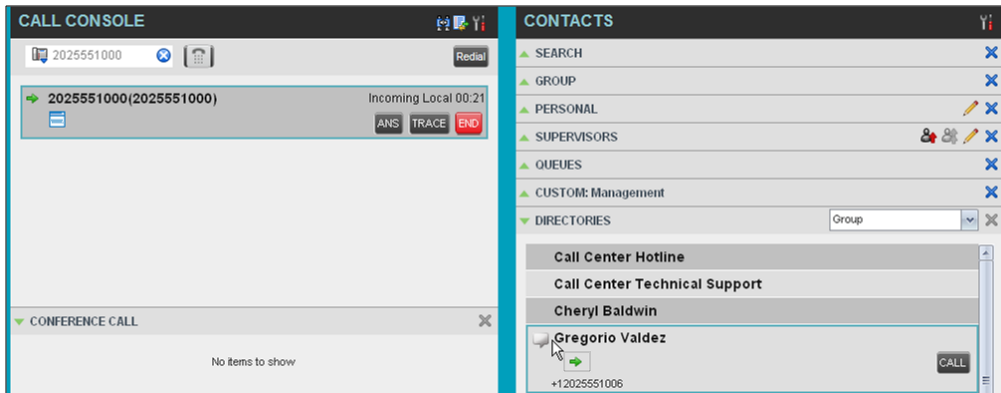 CALL CONSOLE
2025551000
Redial
2025551000(2025551000)
Incoming Local 00:21
ANS TRACE END
CONFERENCE CALL
No items to show
CONTACTS
SEARCH
GROUP
PERSONAL
SUPERVISORS
QUEUES
CUSTOM: Management
DIRECTORIES
Group
Call Center Hotline
Call Center Technical Support
Cheryl Baldwin
Gregorio Valdez
CALL
+12025551006